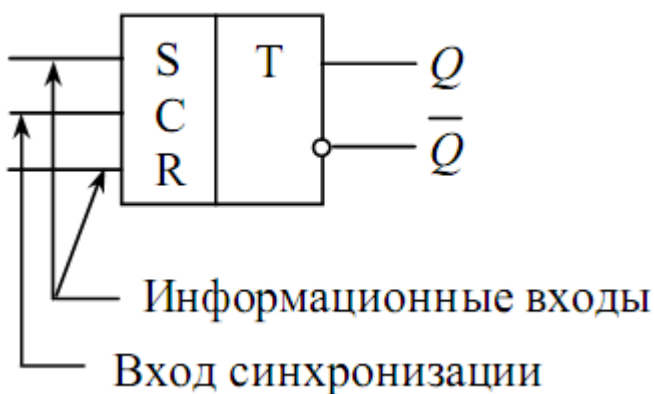 S T Q
C
R Q̅
Информационные входы
Вход синхронизации